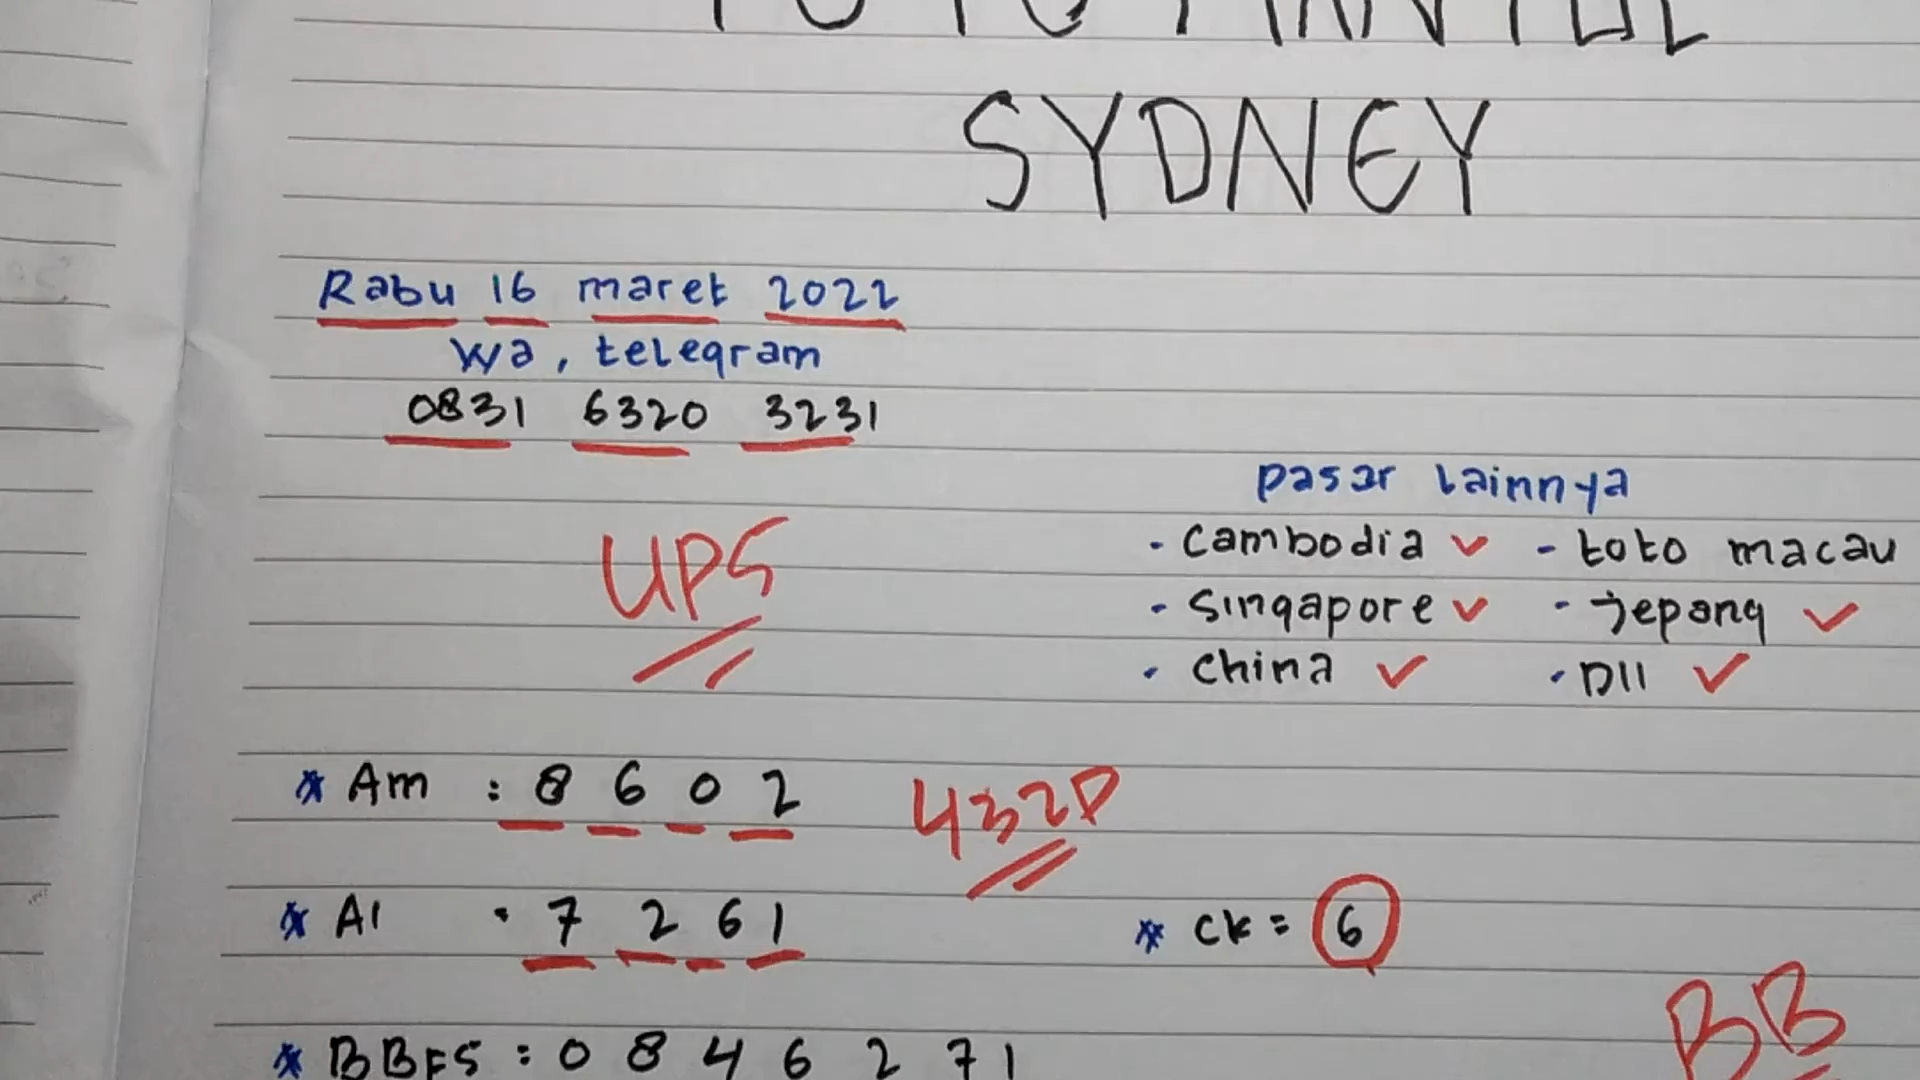 SYDNEY
Rabu 16 maret 2022
Wa, telegram
0831 6320 3231
pasar lainnya
- Cambodia ✓ - toto macau
- Singapore ✓ - jepang ✓
- China ✓ - Dll ✓
UPS
* Am : 8 6 0 2
432D
* AI : 7 2 6 1
* CK = 6
BB
* BBFS : 0 8 4 6 2 7 1